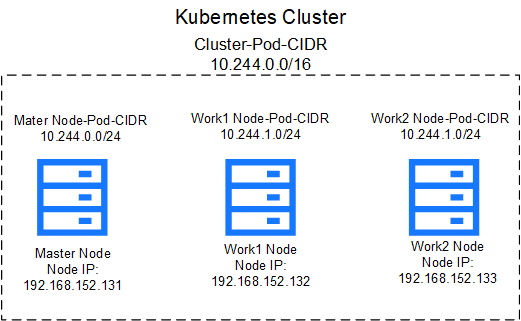 Kubernetes Cluster
Cluster-Pod-CIDR
10.244.0.0/16
Mater Node-Pod-CIDR
10.244.0.0/24
Work1 Node-Pod-CIDR
10.244.1.0/24
Work2 Node-Pod-CIDR
10.244.1.0/24
Master Node
Node IP:
192.168.152.131
Work1 Node
Node IP:
192.168.152.132
Work2 Node
Node IP:
192.168.152.133